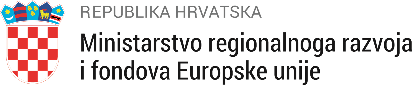 REPUBLIKA HRVATSKA
Ministarstvo regionalnoga razvoja
i fondova Europske unije